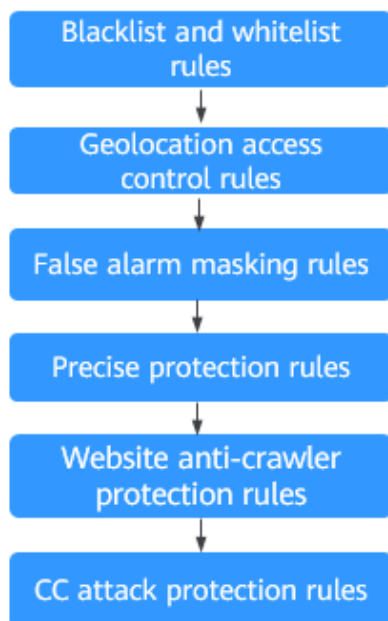 Blacklist and whitelist
rules
Geolocation access
control rules
False alarm masking rules
Precise protection rules
Website anti-crawler
protection rules
CC attack protection rules